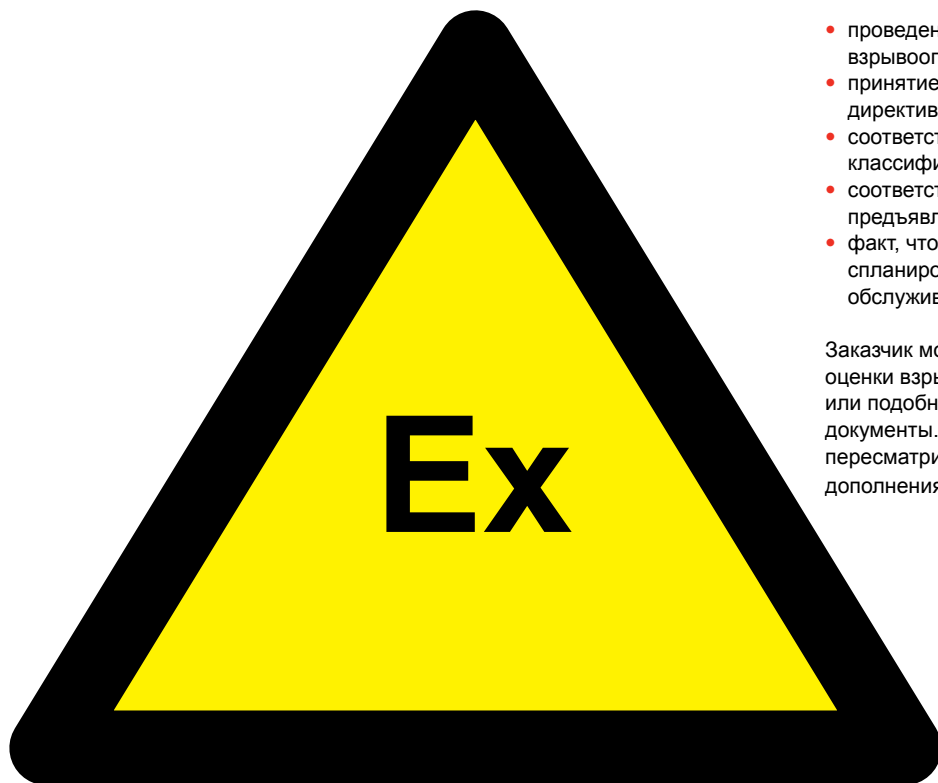 Ex
• проведен
взрывооп
• принятие
директив
• соответст
классифи
• соответст
предъявл
• факт, что
спланиро
обслужив
Заказчик мо
оценки взры
или подобн
документы.
пересматри
дополнения